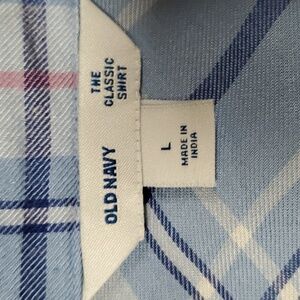 OLD NAVY
THE
CLASSIC
SHIRT
L
MADE IN
INDIA